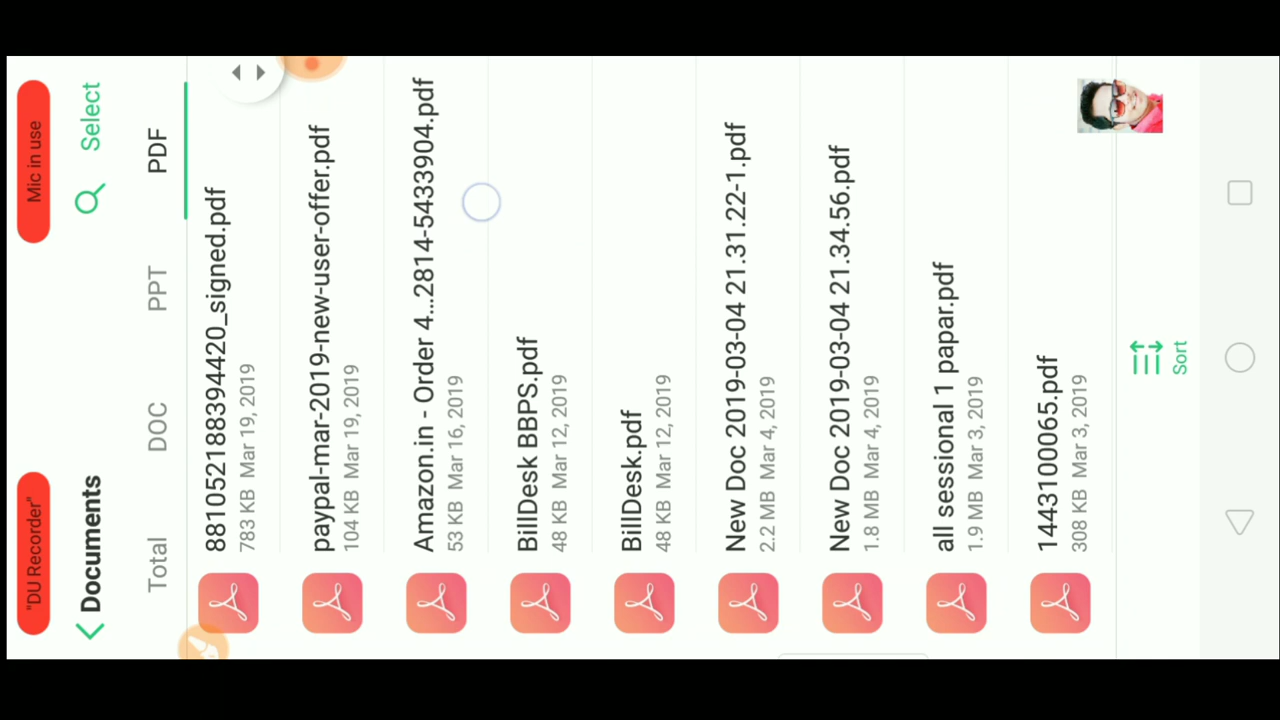 "DU Recorder"
Mic in use
Documents
Select
Total
DOC
PPT
PDF
881052188394420_signed.pdf
783 KB Mar 19, 2019
paypal-mar-2019-new-user-offer.pdf
104 KB Mar 19, 2019
Amazon.in - Order 4...2814-5433904.pdf
53 KB Mar 16, 2019
BillDesk BBPS.pdf
48 KB Mar 12, 2019
BillDesk.pdf
48 KB Mar 12, 2019
New Doc 2019-03-04 21.31.22-1.pdf
2.2 MB Mar 4, 2019
New Doc 2019-03-04 21.34.56.pdf
1.8 MB Mar 4, 2019
all sessional 1 papar.pdf
1.9 MB Mar 3, 2019
1443100065.pdf
308 KB Mar 3, 2019
Sort